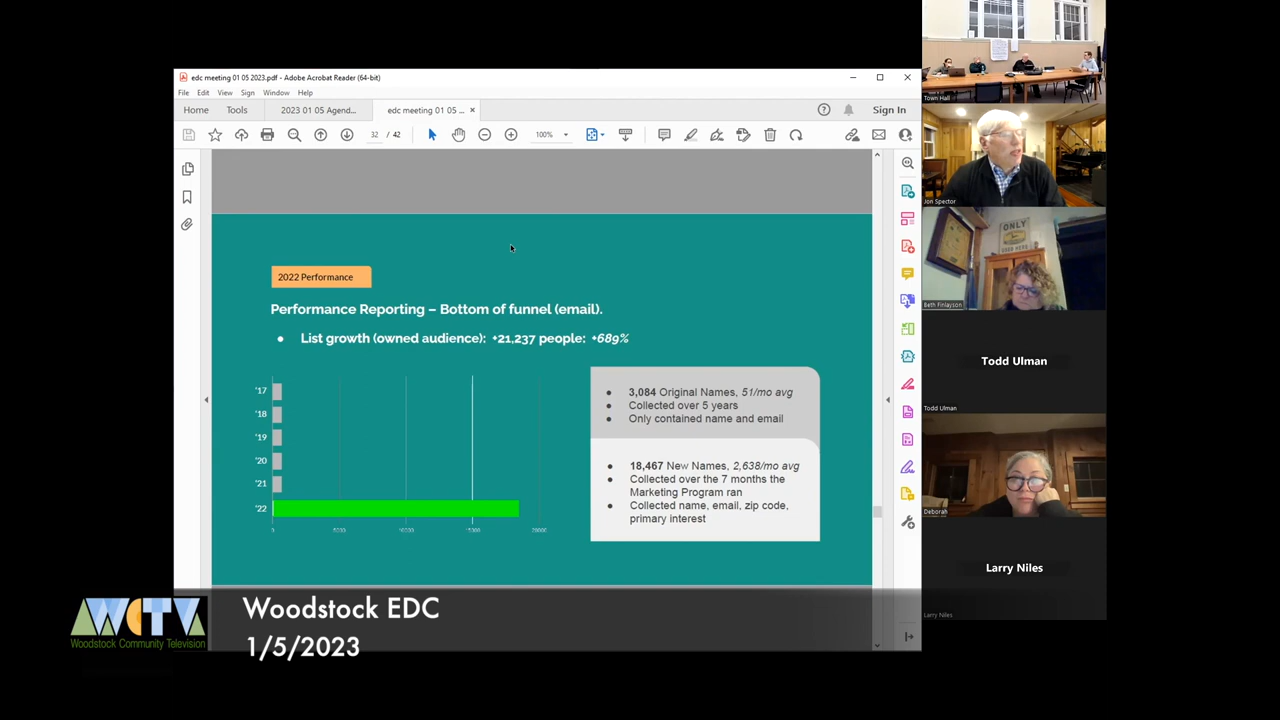 edc meeting 01 05 2023.pdf - Adobe Acrobat Reader (64-bit)
File Edit View Sign Window Help
Home Tools 2023 01 05 Agend... edc meeting 01 05 ... × Sign In
32 / 42 100%
2022 Performance
Performance Reporting – Bottom of funnel (email).
● List growth (owned audience): +21,237 people: +689%
'17
'18
'19
'20
'21
'22
0 5000 10000 15000 20000
● 3,084 Original Names, 51/mo avg
● Collected over 5 years
● Only contained name and email
● 18,467 New Names, 2,638/mo avg
● Collected over the 7 months the
Marketing Program ran
● Collected name, email, zip code,
primary interest
Town Hall
Jon Spector
ONLY
Beth Finlayson
Todd Ulman
Todd Ulman
Deborah
Larry Niles
Larry Niles
WCTV
Woodstock Community Television
Woodstock EDC
1/5/2023